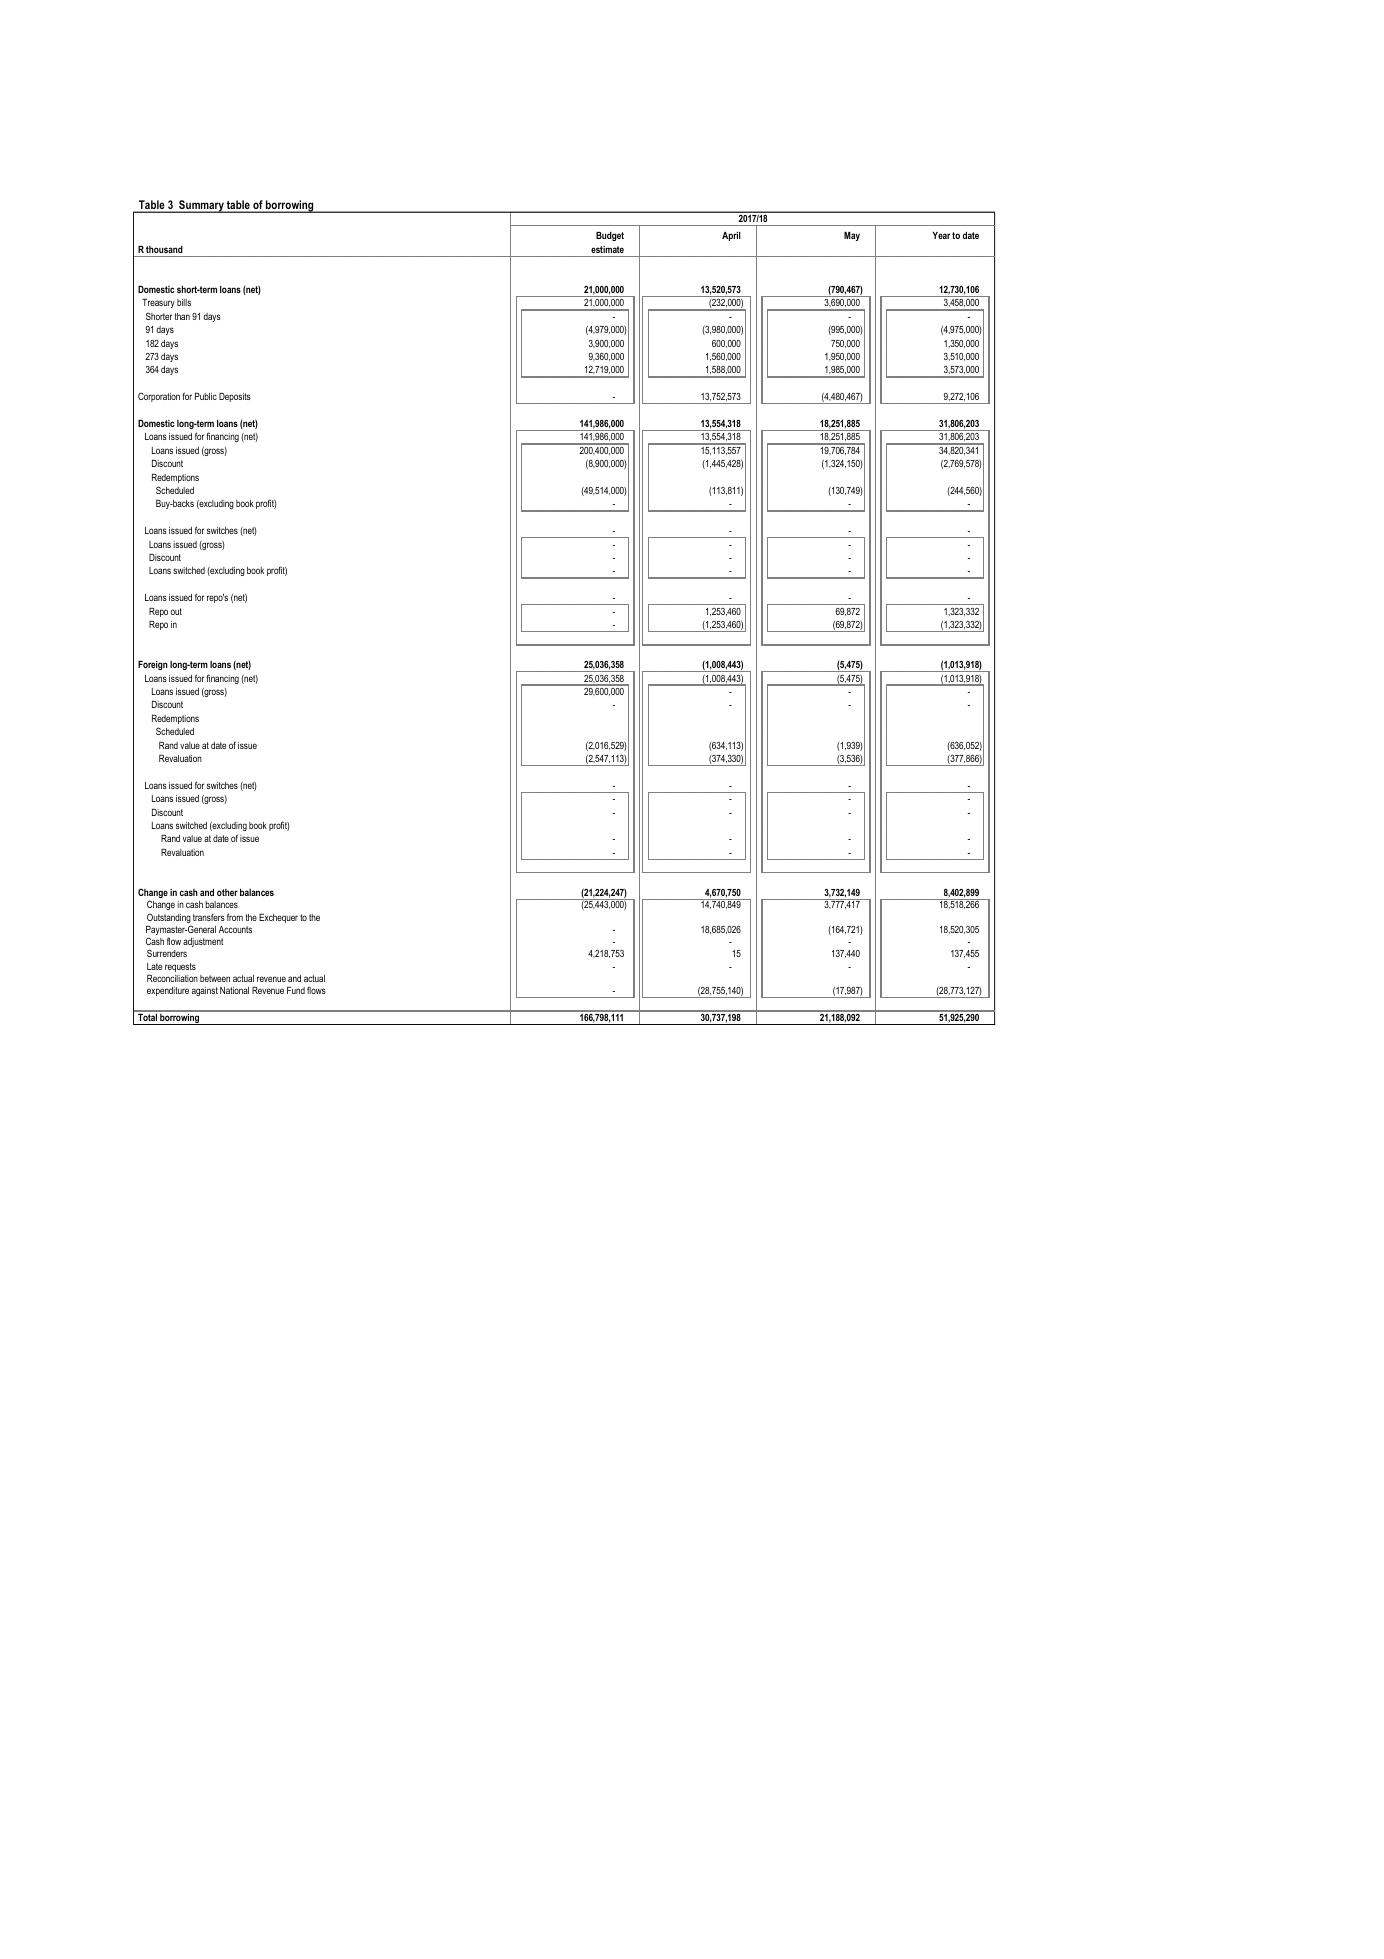 Table 3 Summary table of borrowing
2017/18
Budget April May Year to date
R thousand estimate
Domestic short-term loans (net) 21,000,000 13,520,573 (790,467) 12,730,106
Treasury bills 21,000,000 (232,000) 3,690,000 3,458,000
Shorter than 91 days - - - -
91 days (4,979,000) (3,980,000) (995,000) (4,975,000)
182 days 3,900,000 600,000 750,000 1,350,000
273 days 9,360,000 1,560,000 1,950,000 3,510,000
364 days 12,719,000 1,588,000 1,985,000 3,573,000
Corporation for Public Deposits - 13,752,573 (4,480,467) 9,272,106
Domestic long-term loans (net) 141,986,000 13,554,318 18,251,885 31,806,203
Loans issued for financing (net) 141,986,000 13,554,318 18,251,885 31,806,203
Loans issued (gross) 200,400,000 15,113,557 19,706,784 34,820,341
Discount (8,900,000) (1,445,428) (1,324,150) (2,769,578)
Redemptions
Scheduled (49,514,000) (113,811) (130,749) (244,560)
Buy-backs (excluding book profit) - - - -
Loans issued for switches (net) - - - -
Loans issued (gross) - - - -
Discount - - - -
Loans switched (excluding book profit) - - - -
Loans issued for repo's (net) - - - -
Repo out - 1,253,460 69,872 1,323,332
Repo in - (1,253,460) (69,872) (1,323,332)
Foreign long-term loans (net) 25,036,358 (1,008,443) (5,475) (1,013,918)
Loans issued for financing (net) 25,036,358 (1,008,443) (5,475) (1,013,918)
Loans issued (gross) 29,600,000 - - -
Discount - - - -
Redemptions
Scheduled
Rand value at date of issue (2,016,529) (634,113) (1,939) (636,052)
Revaluation (2,547,113) (374,330) (3,536) (377,866)
Loans issued for switches (net) - - - -
Loans issued (gross) - - - -
Discount - - - -
Loans switched (excluding book profit)
Rand value at date of issue - - - -
Revaluation - - - -
Change in cash and other balances (21,224,247) 4,670,750 3,732,149 8,402,899
Change in cash balances (25,443,000) 14,740,849 3,777,417 18,518,266
Outstanding transfers from the Exchequer to the
Paymaster-General Accounts - 18,685,026 (164,721) 18,520,305
Cash flow adjustment - - - -
Surrenders 4,218,753 15 137,440 137,455
Late requests - - - -
Reconciliation between actual revenue and actual
expenditure against National Revenue Fund flows - (28,755,140) (17,987) (28,773,127)
Total borrowing 166,798,111 30,737,198 21,188,092 51,925,290